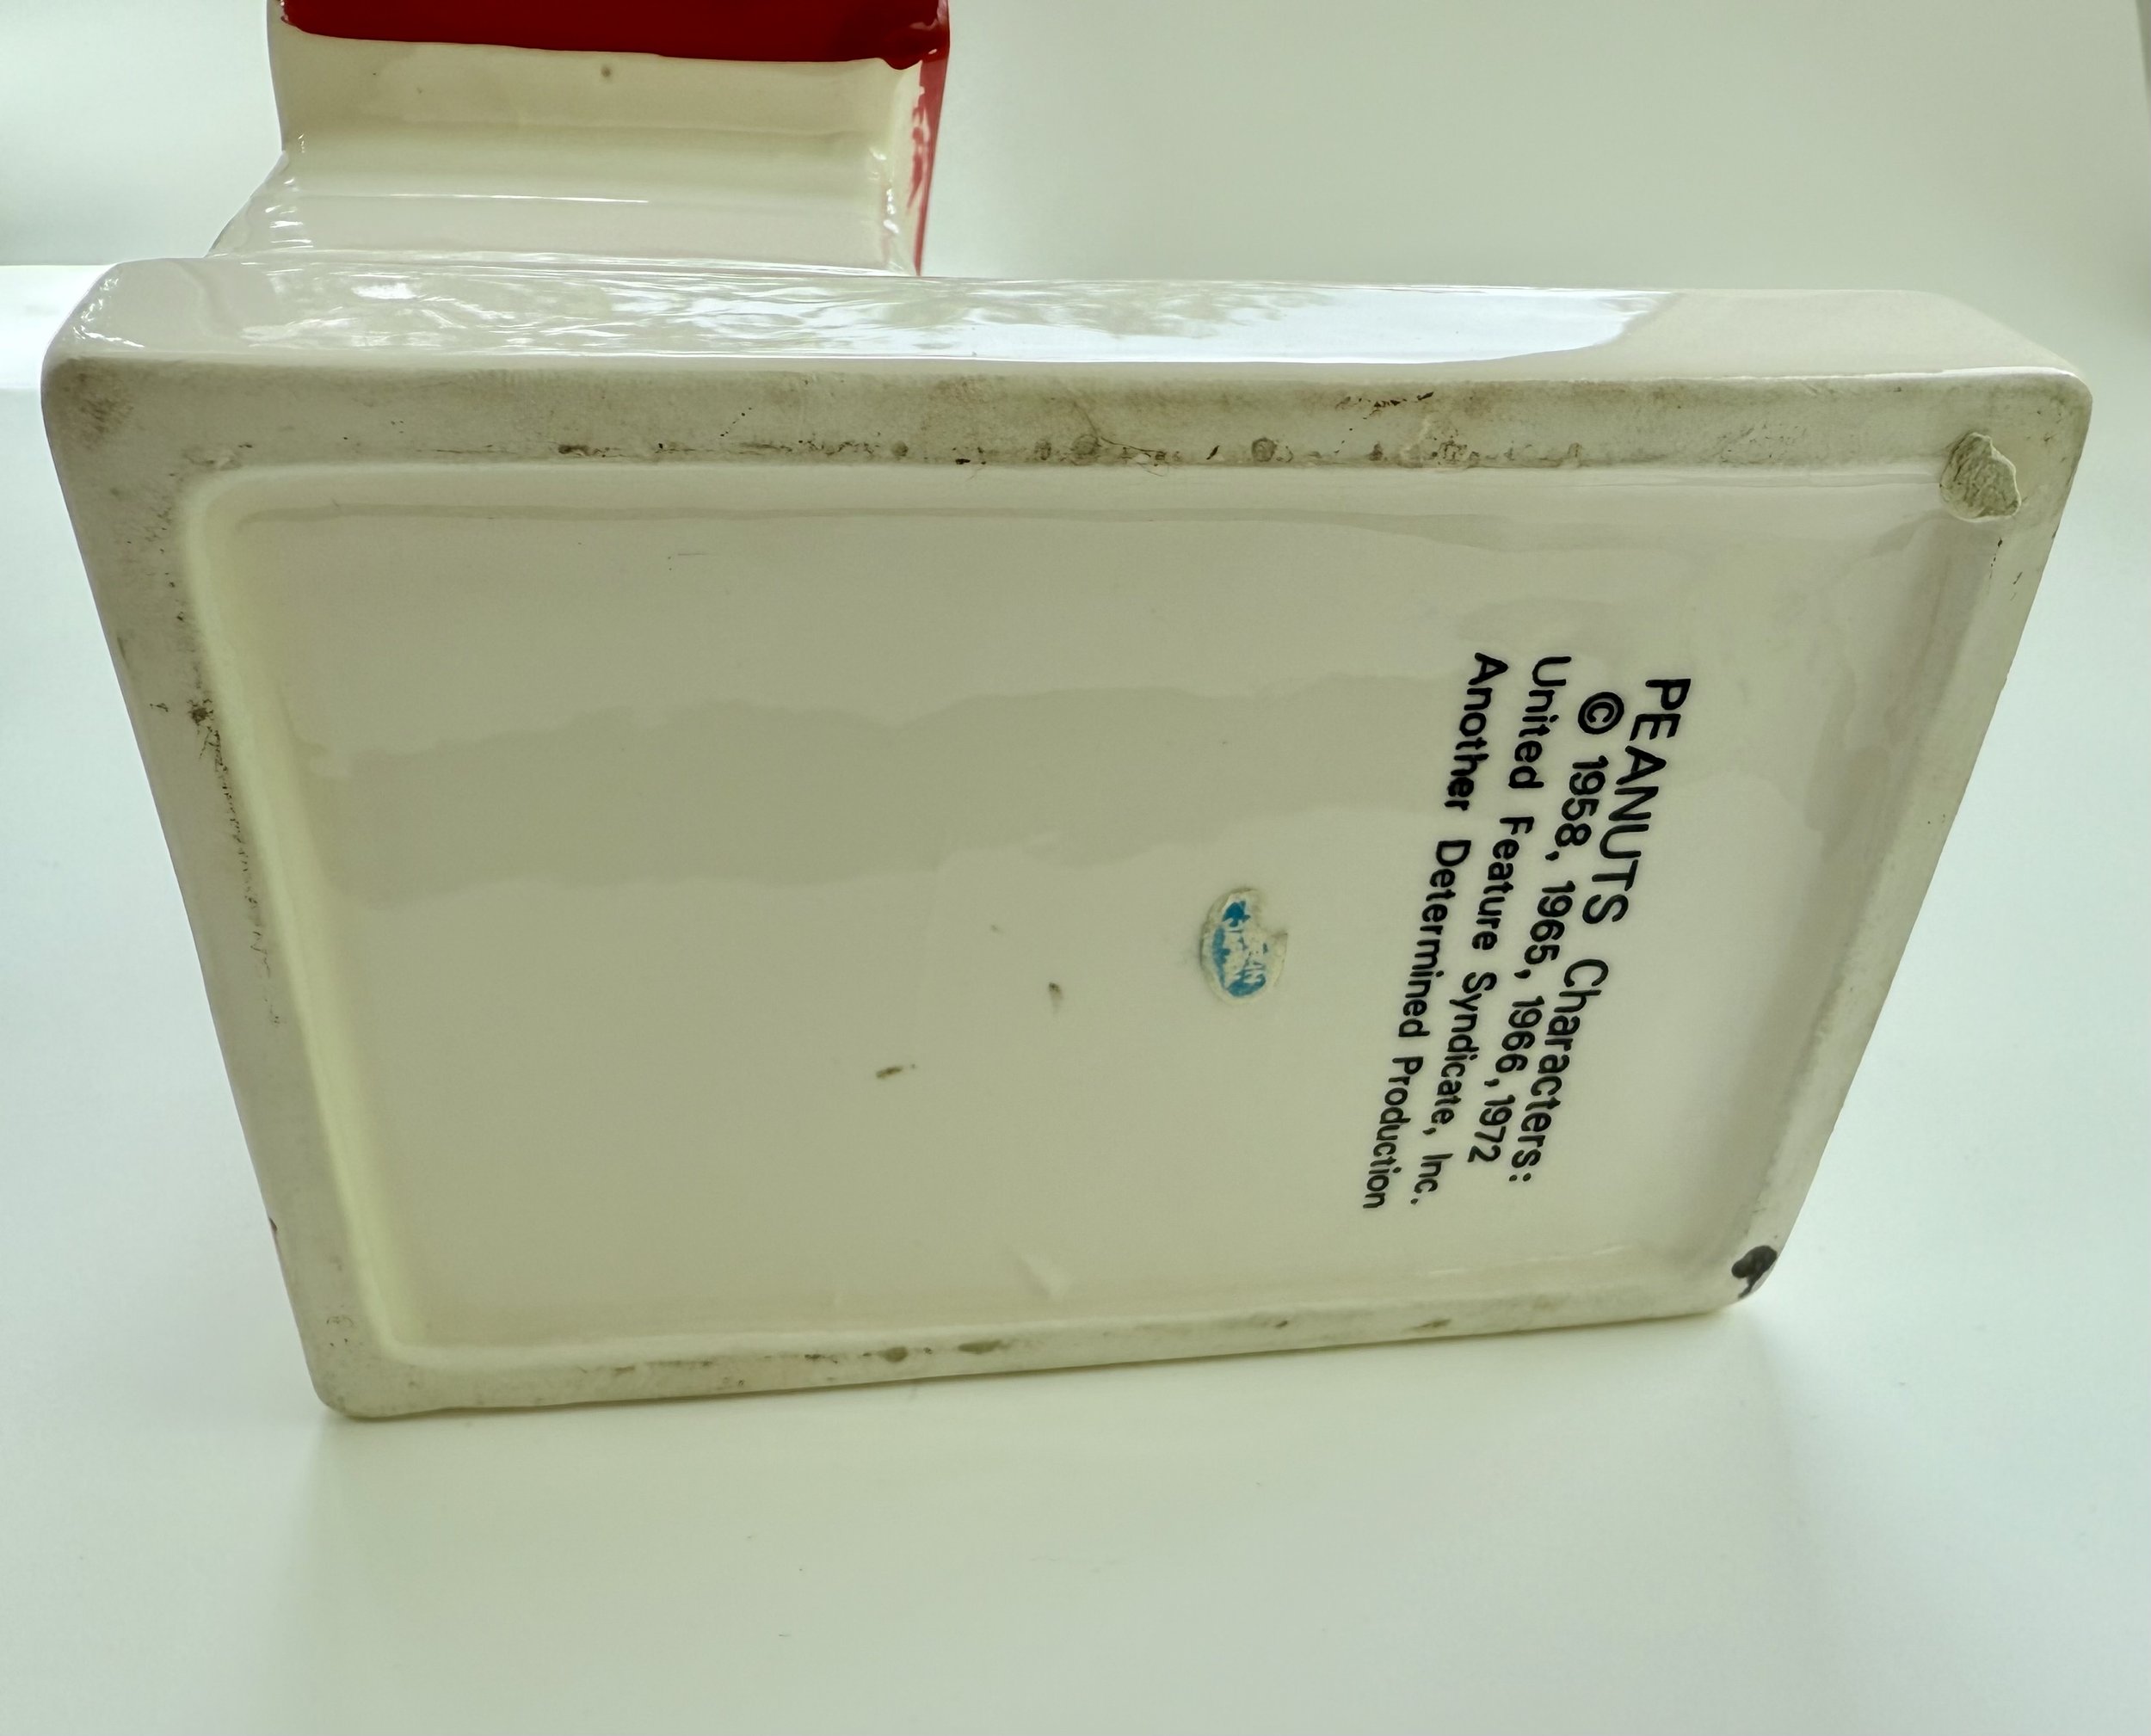 PEANUTS Characters:
© 1958, 1965, 1966, 1972
United Feature Syndicate, Inc.
Another Determined Production